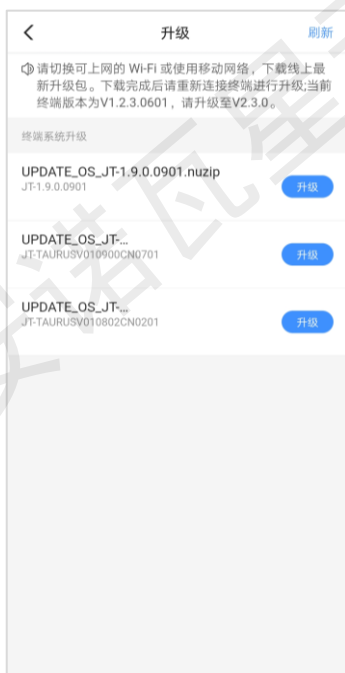 升级
刷新
请切换可上网的 Wi-Fi 或使用移动网络，下载线上最
新升级包。下载完成后请重新连接终端进行升级;当前
终端版本为V1.2.3.0601，请升级至V2.3.0。
终端系统升级
UPDATE_OS_JT-1.9.0.0901.nuzip
JT-1.9.0.0901
升级
UPDATE_OS_JT-...
JT-TAURUSV010900CN0701
升级
UPDATE_OS_JT-...
JT-TAURUSV010802CN0201
升级
诺瓦星